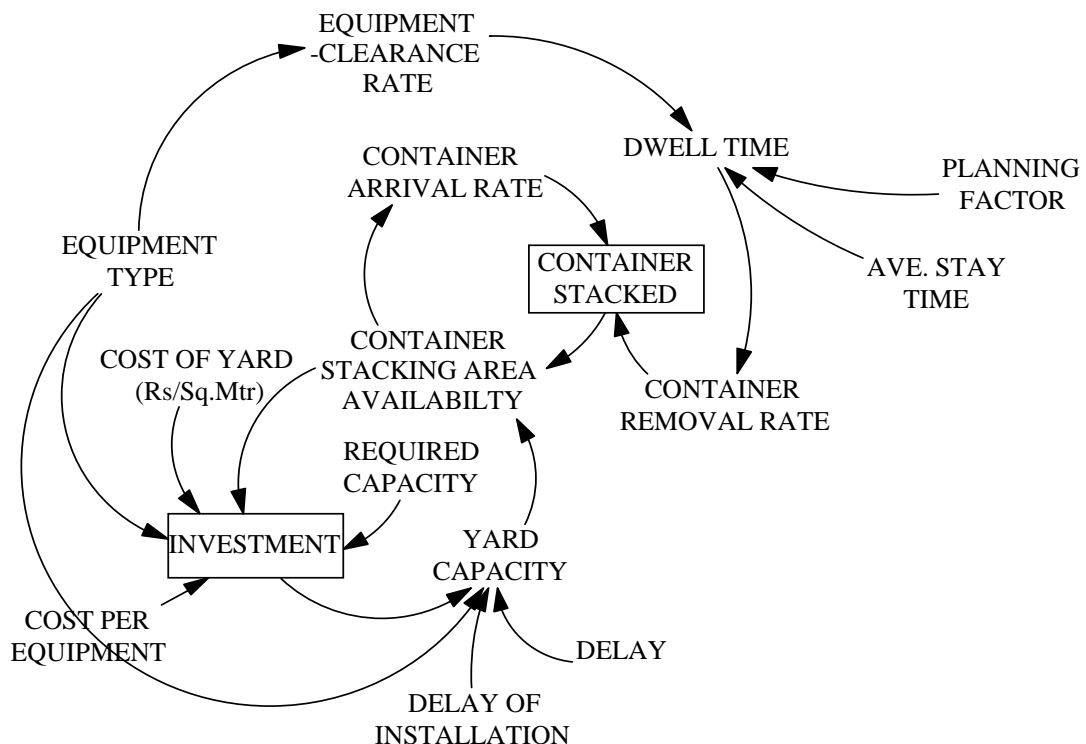 EQUIPMENT
-CLEARANCE
RATE
DWELL TIME
PLANNING
FACTOR
CONTAINER
ARRIVAL RATE
EQUIPMENT
TYPE
CONTAINER
STACKED
AVE. STAY
TIME
COST OF YARD
(Rs/Sq.Mtr)
CONTAINER
STACKING AREA
AVAILABILTY
CONTAINER
REMOVAL RATE
REQUIRED
CAPACITY
INVESTMENT
YARD
CAPACITY
COST PER
EQUIPMENT
DELAY
DELAY OF
INSTALLATION